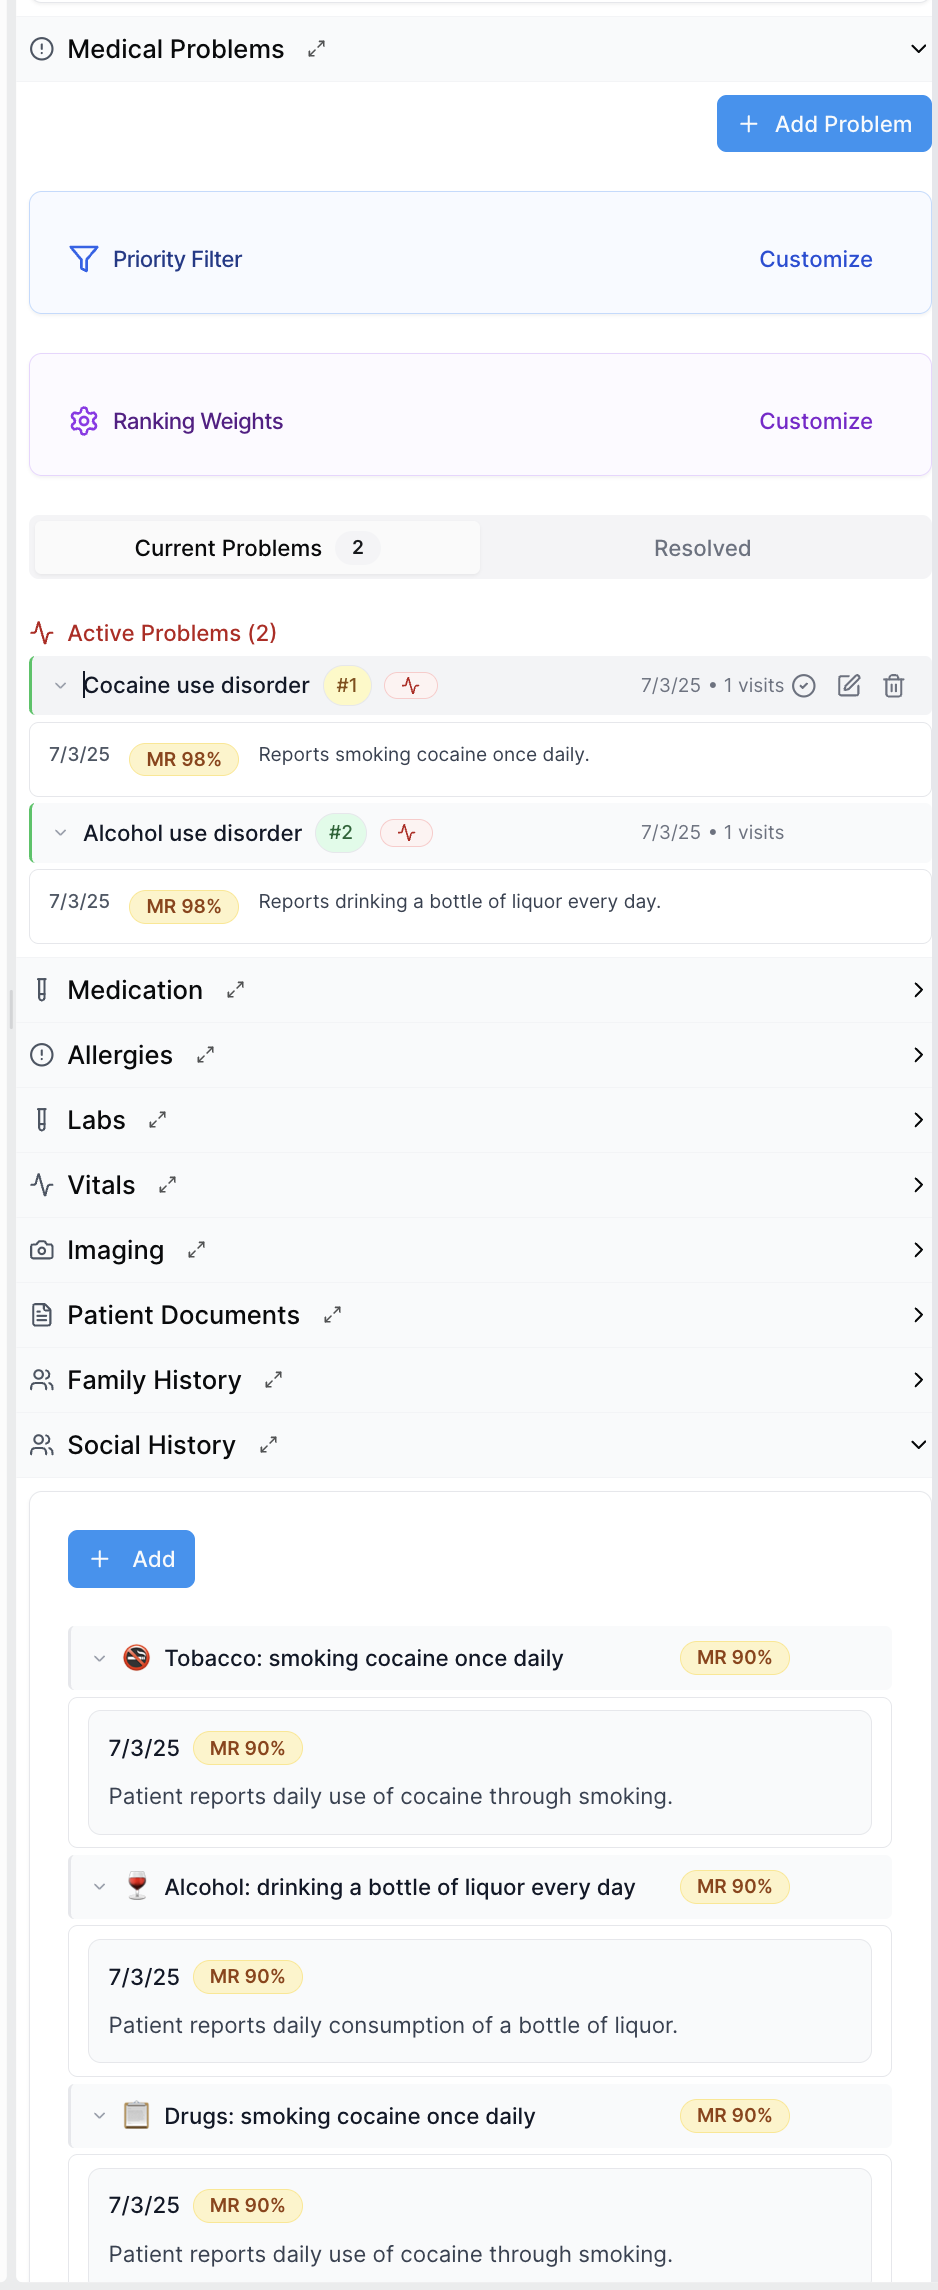 Medical Problems
+ Add Problem
Priority Filter Customize
Ranking Weights Customize
Current Problems 2 Resolved
Active Problems (2)
Cocaine use disorder #1 7/3/25 • 1 visits
7/3/25 MR 98% Reports smoking cocaine once daily.
Alcohol use disorder #2 7/3/25 • 1 visits
7/3/25 MR 98% Reports drinking a bottle of liquor every day.
Medication
Allergies
Labs
Vitals
Imaging
Patient Documents
Family History
Social History
+ Add
Tobacco: smoking cocaine once daily MR 90%
7/3/25 MR 90%
Patient reports daily use of cocaine through smoking.
Alcohol: drinking a bottle of liquor every day MR 90%
7/3/25 MR 90%
Patient reports daily consumption of a bottle of liquor.
Drugs: smoking cocaine once daily MR 90%
7/3/25 MR 90%
Patient reports daily use of cocaine through smoking.